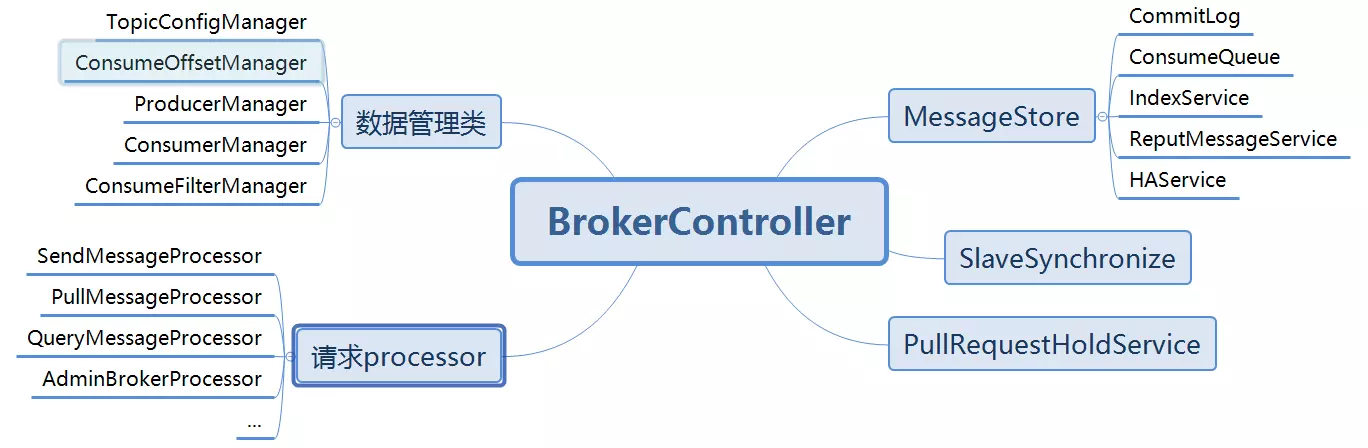 TopicConfigManager
ConsumeOffsetManager
ProducerManager
ConsumerManager
ConsumeFilterManager
数据管理类
SendMessageProcessor
PullMessageProcessor
QueryMessageProcessor
AdminBrokerProcessor
...
请求processor
BrokerController
MessageStore
CommitLog
ConsumeQueue
IndexService
ReputMessageService
HAService
SlaveSynchronize
PullRequestHoldService